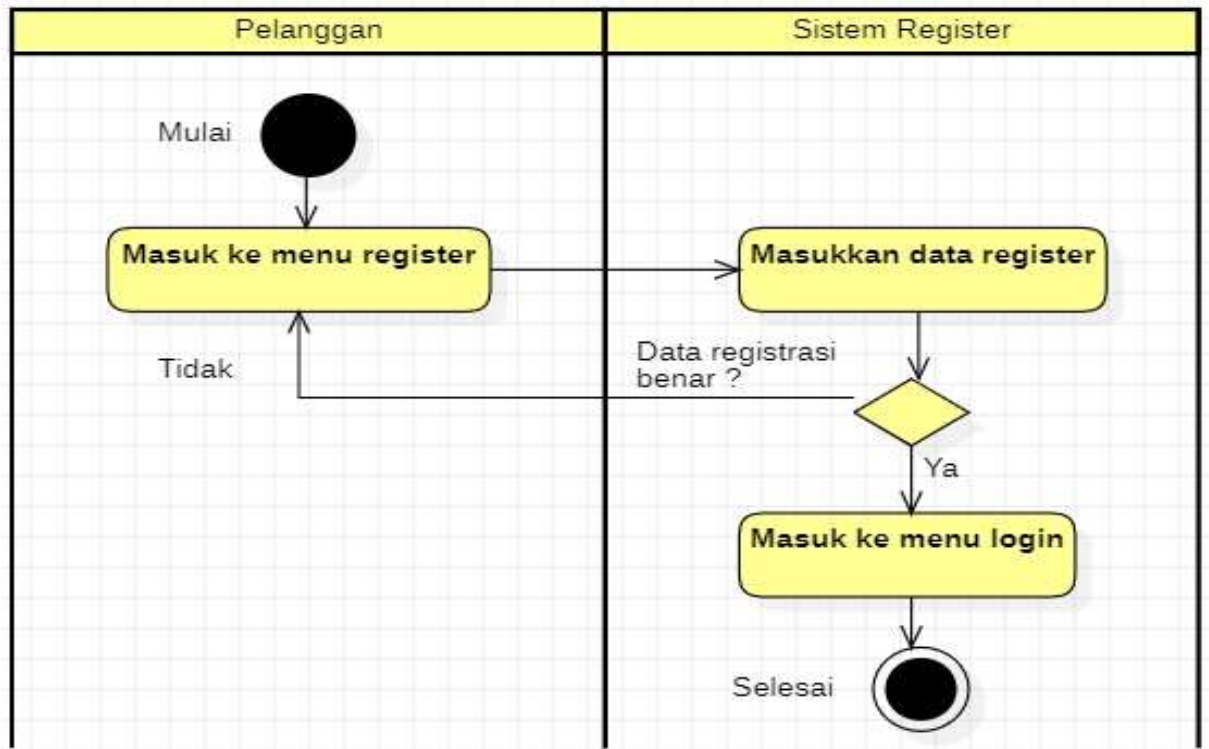 Pelanggan
Sistem Register
Mulai
Masuk ke menu register
Masukkan data register
Tidak
Data registrasi
benar ?
Ya
Masuk ke menu login
Selesai